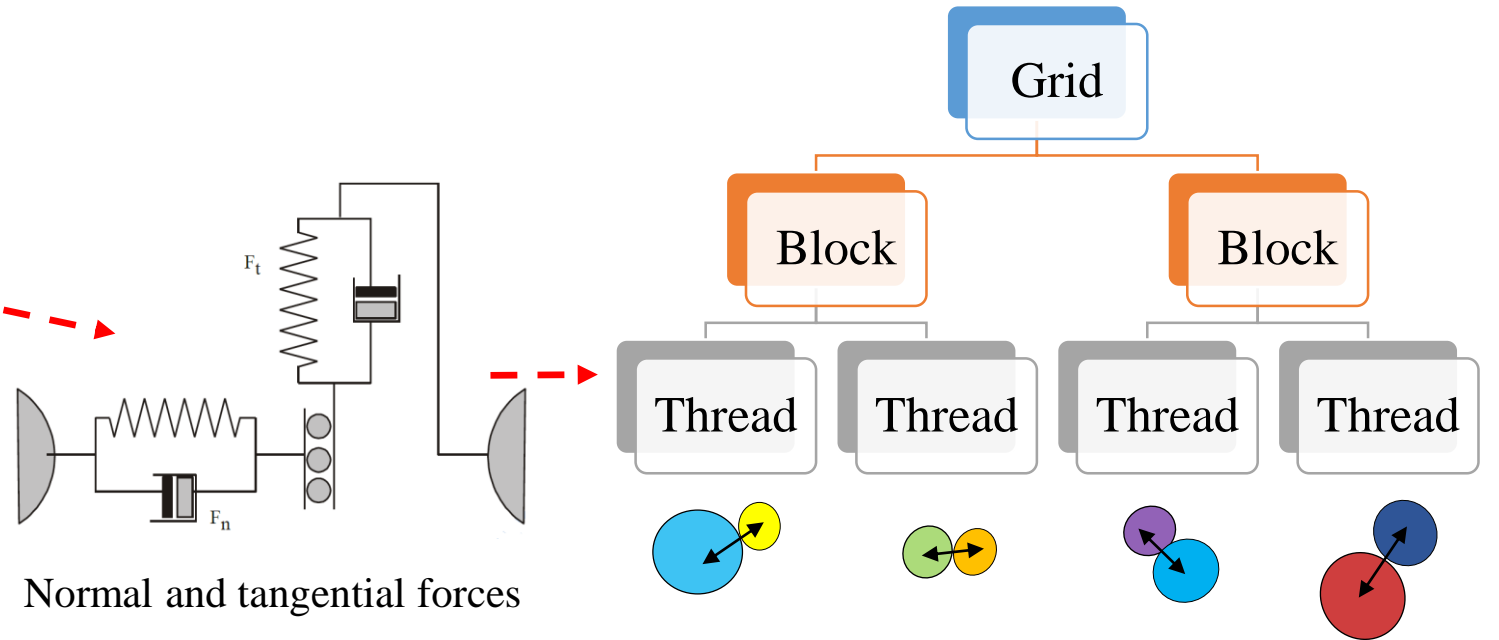 Grid
Block
Block
Thread
Thread
Thread
Thread
Ft
Fn
Normal and tangential forces